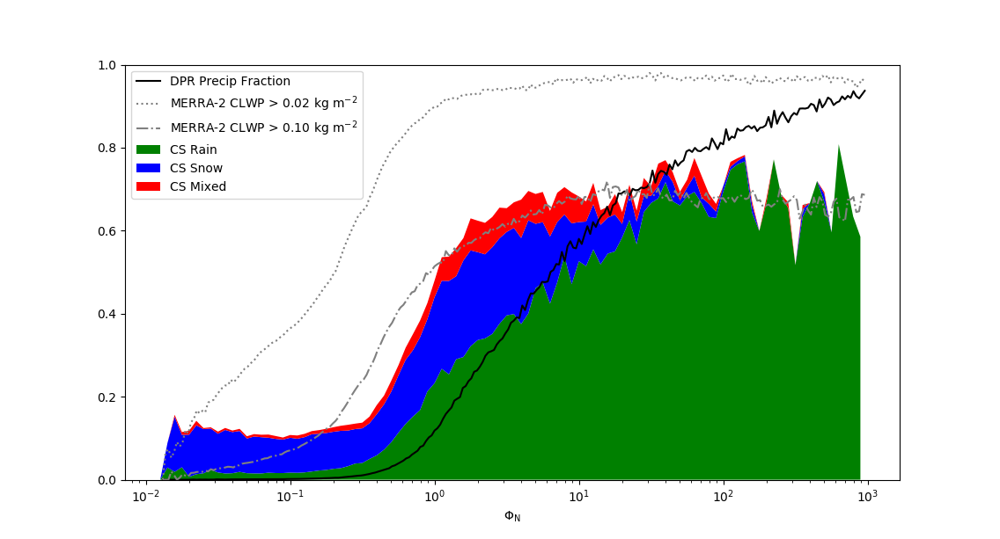 1.0
0.8
0.6
0.4
0.2
0.0
DPR Precip Fraction
MERRA-2 CLWP > 0.02 kg m⁻²
MERRA-2 CLWP > 0.10 kg m⁻²
CS Rain
CS Snow
CS Mixed
10⁻² 10⁻¹ 10⁰ 10¹ 10² 10³
Φ_N